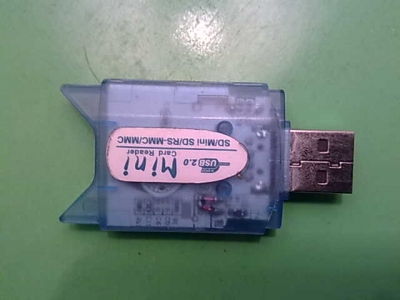 Mini
Card Reader
USB 2.0
SD/Mini SD/RS-MMC/MMC